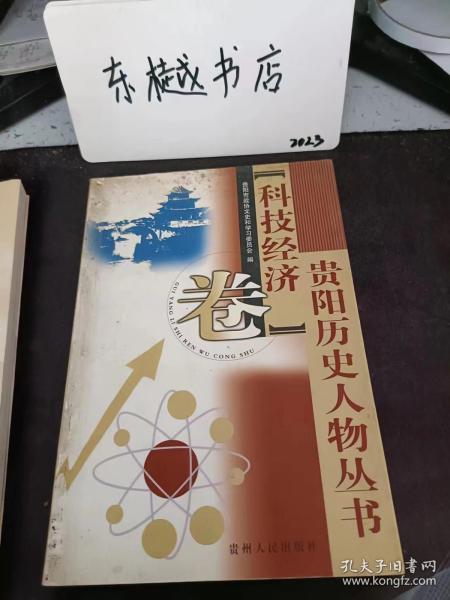 东樾书店
2023
贵阳历史人物丛书
【科技经济
卷】
贵阳市政协文史和学习委员会 编
GUI YANG LI SHI REN WU CONG SHU
贵州人民出版社
孔夫子旧书网
www.kongfz.com